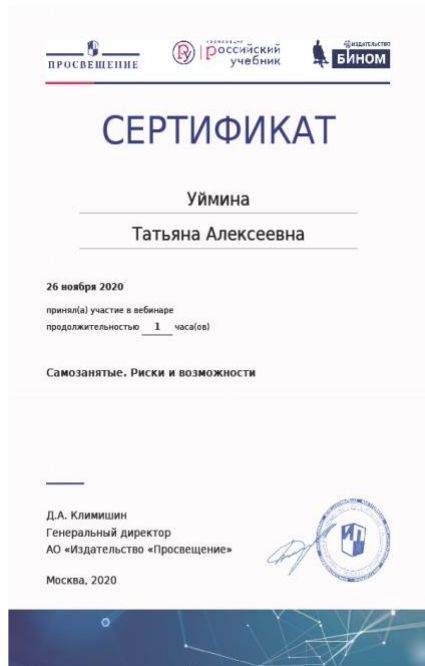 ПРОСВЕЩЕНИЕ
российский
учебник
ИЗДАТЕЛЬСТВО
БИНОМ
СЕРТИФИКАТ
Уймина
Татьяна Алексеевна
26 ноября 2020
принял(а) участие в вебинаре
продолжительностью 1 часа(ов)
Самозанятые. Риски и возможности
Д.А. Климишин
Генеральный директор
АО «Издательство «Просвещение»
Москва, 2020